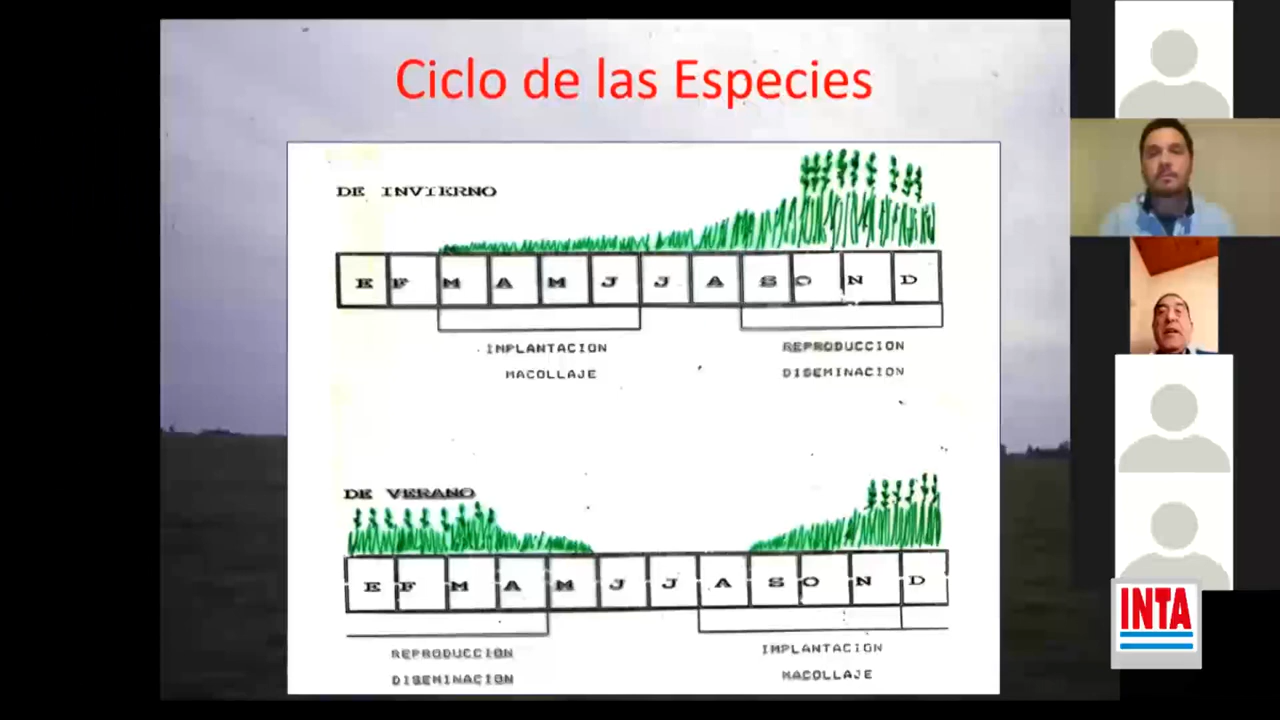 Ciclo de las Especies
DE INVIERNO
E F M A M J J A S O N D
IMPLANTACION
MACOLLAJE
REPRODUCCION
DISEMINACION
DE VERANO
E F M A M J J A S O N D
REPRODUCCION
DISEMINACION
IMPLANTACION
MACOLLAJE
INTA